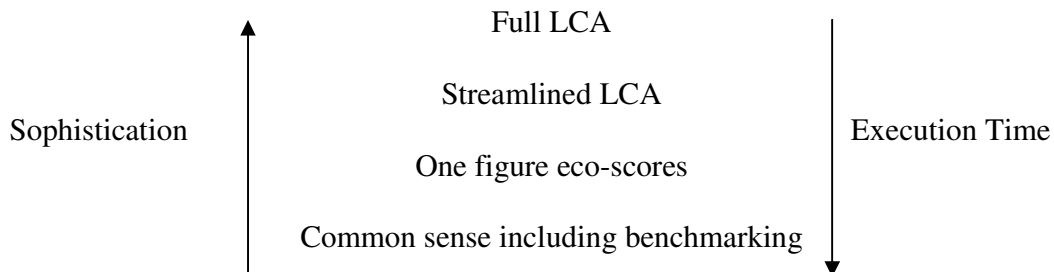 Full LCA
Streamlined LCA
Sophistication
Execution Time
One figure eco-scores
Common sense including benchmarking